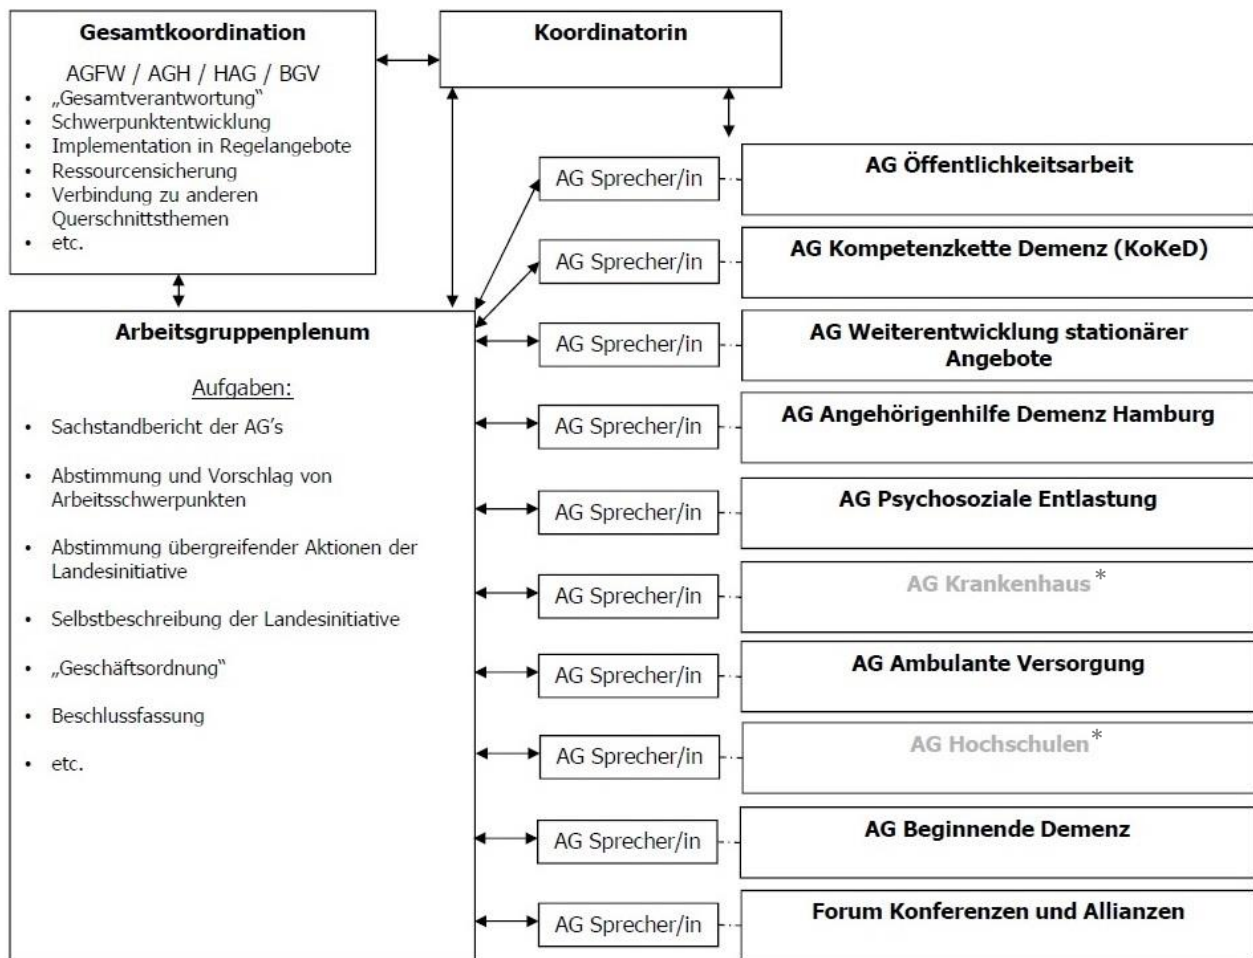 Gesamtkoordination
AGFW / AGH / HAG / BGV
• „Gesamtverantwortung“
• Schwerpunktentwicklung
• Implementation in Regelangebote
• Ressourcensicherung
• Verbindung zu anderen
Querschnittsthemen
• etc.
Koordinatorin
Arbeitsgruppenplenum
Aufgaben:
• Sachstandbericht der AG’s
• Abstimmung und Vorschlag von
Arbeitsschwerpunkten
• Abstimmung übergreifender Aktionen der
Landesinitiative
• Selbstbeschreibung der Landesinitiative
• „Geschäftsordnung“
• Beschlussfassung
• etc.
AG Sprecher/in
AG Öffentlichkeitsarbeit
AG Sprecher/in
AG Kompetenzkette Demenz (KoKeD)
AG Sprecher/in
AG Weiterentwicklung stationärer
Angebote
AG Sprecher/in
AG Angehörigenhilfe Demenz Hamburg
AG Sprecher/in
AG Psychosoziale Entlastung
AG Sprecher/in
AG Krankenhaus*
AG Sprecher/in
AG Ambulante Versorgung
AG Sprecher/in
AG Hochschulen*
AG Sprecher/in
AG Beginnende Demenz
AG Sprecher/in
Forum Konferenzen und Allianzen